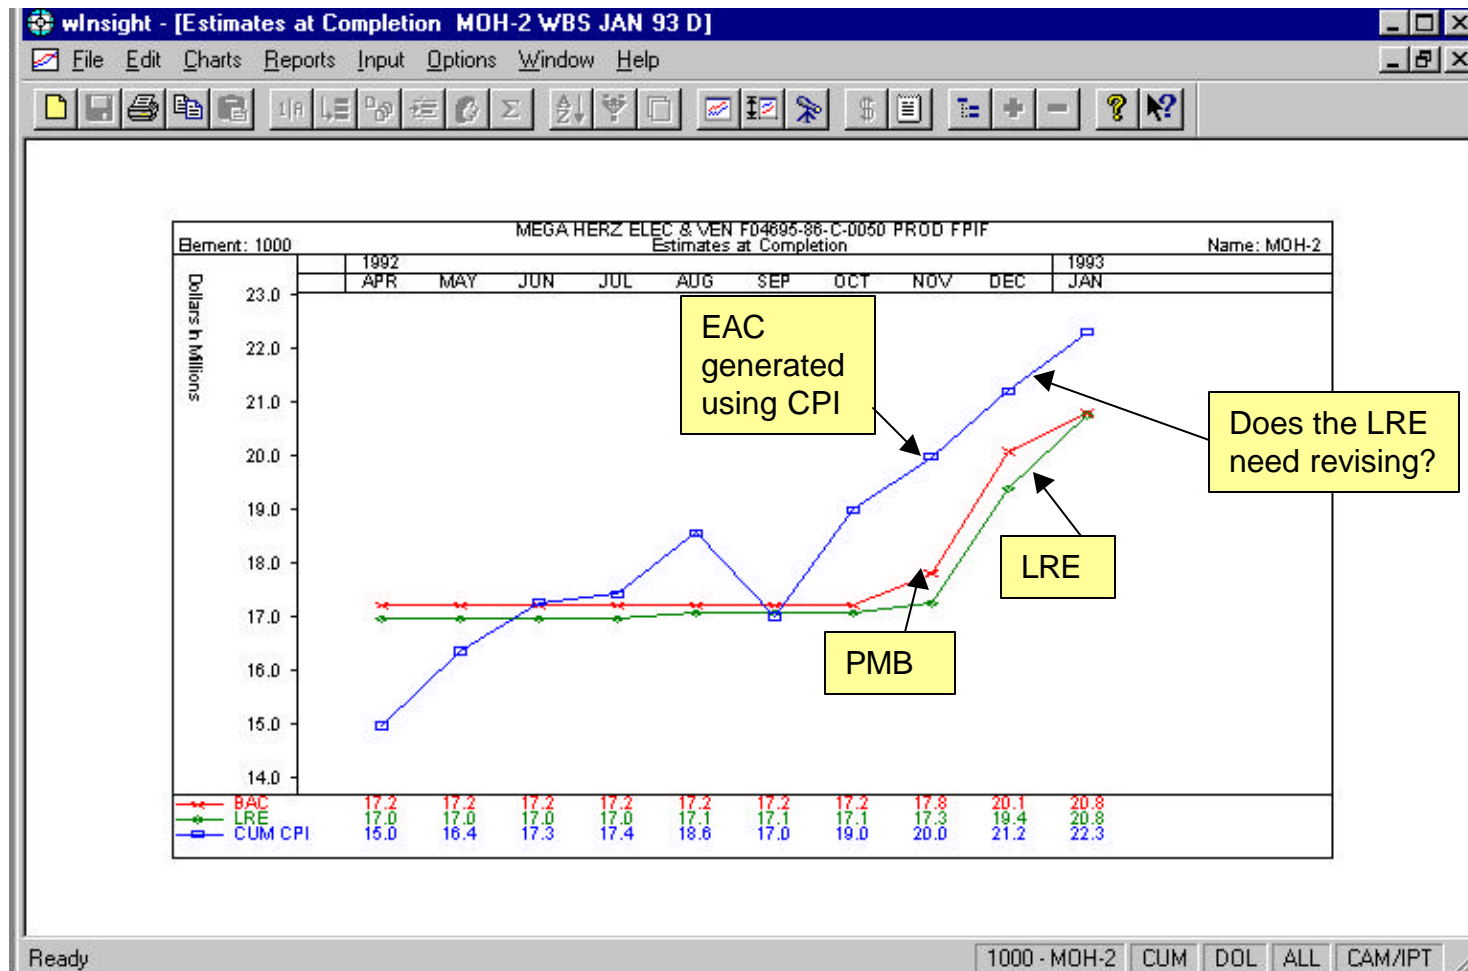 wInsight - [Estimates at Completion MOH-2 WBS JAN 93 D]
File Edit Charts Reports Input Options Window Help
MEGA HERZ ELEC & VEN F04695-86-C-0050 PROD FPIF
Element: 1000 Estimates at Completion Name: MOH-2
1992 1993
APR MAY JUN JUL AUG SEP OCT NOV DEC JAN
Dollars In Millions
23.0
22.0
21.0
20.0
19.0
18.0
17.0
16.0
15.0
14.0
EAC
generated
using CPI
Does the LRE
need revising?
LRE
PMB
BAC 17.2 17.2 17.2 17.2 17.2 17.2 17.2 17.8 20.1 20.8
LRE 17.0 17.0 17.0 17.0 17.1 17.1 17.1 17.3 19.4 20.8
CUM CPI 15.0 16.4 17.3 17.4 18.6 17.0 19.0 20.0 21.2 22.3
Ready 1000 - MOH-2 CUM DOL ALL CAM/IPT